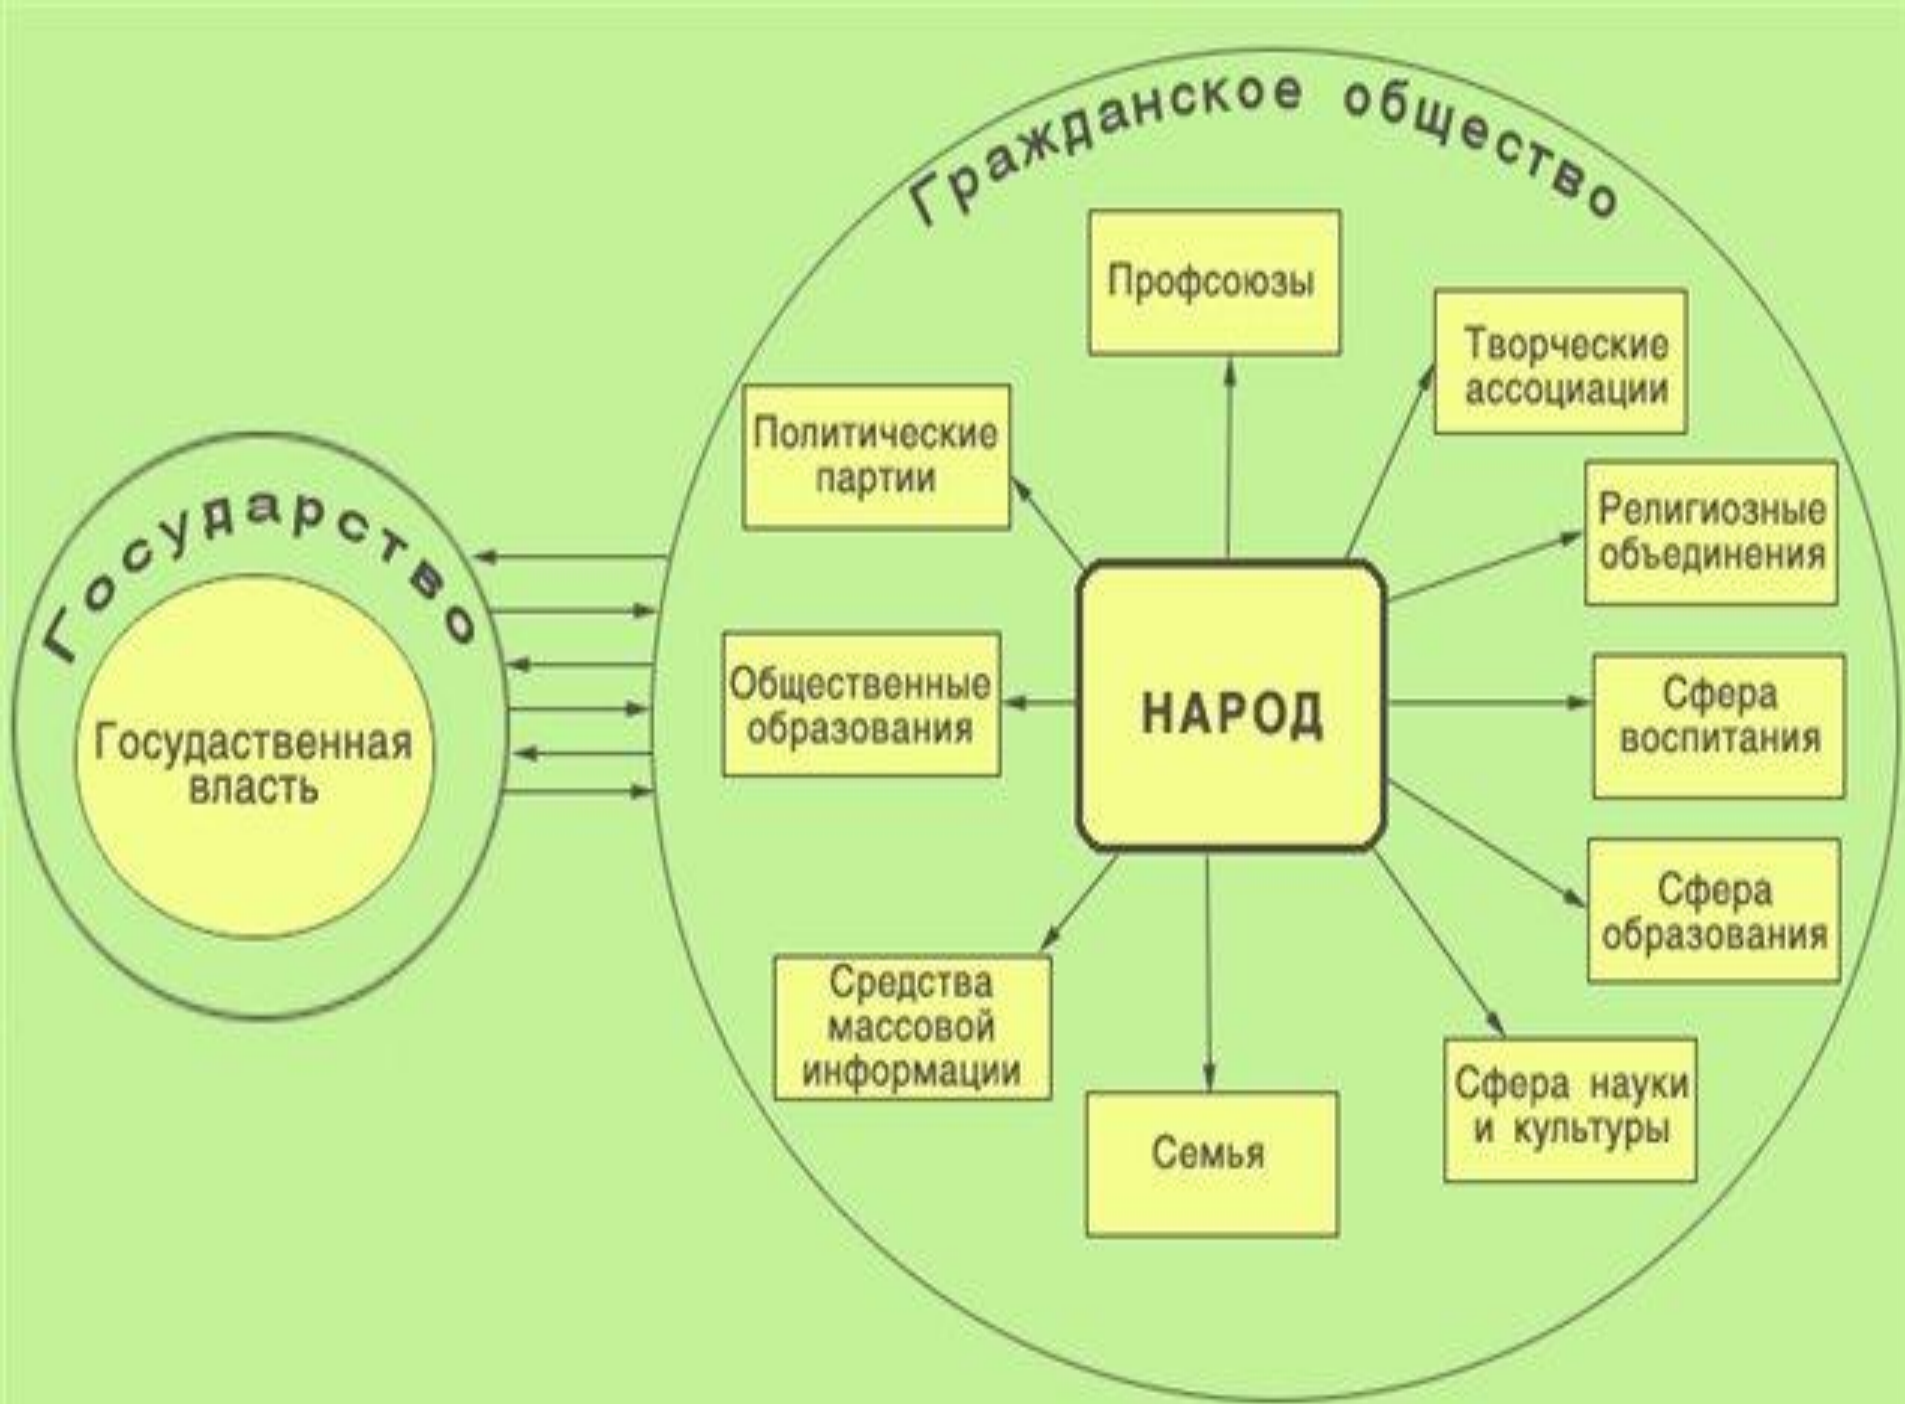 Гражданское общество
Профсоюзы
Творческие
ассоциации
Политические
партии
Религиозные
объединения
Государство
Госудаственная
власть
Общественные
образования
НАРОД
Сфера
воспитания
Сфера
образования
Средства
массовой
информации
Семья
Сфера науки
и культуры